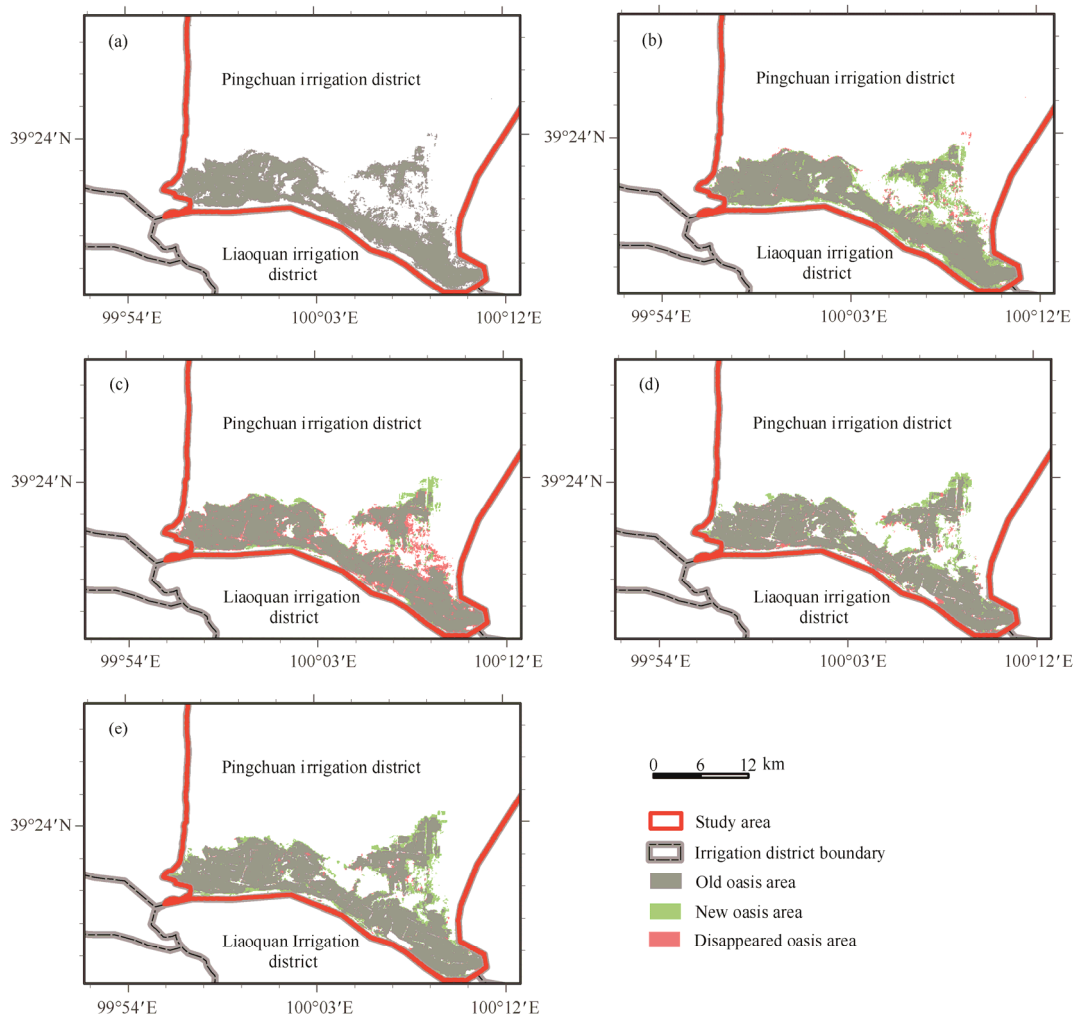 (a)
Pingchuan irrigation district
39°24′N
Liaoquan irrigation
district
99°54′E
100°03′E
100°12′E
(b)
Pingchuan irrigation district
39°24′N
Liaoquan irrigation
district
99°54′E
100°03′E
100°12′E
(c)
Pingchuan irrigation district
39°24′N
Liaoquan irrigation
district
99°54′E
100°03′E
100°12′E
(d)
Pingchuan irrigation district
39°24′N
Liaoquan irrigation
district
99°54′E
100°03′E
100°12′E
(e)
Pingchuan irrigation district
39°24′N
Liaoquan Irrigation
district
99°54′E
100°03′E
100°12′E
0 6 12 km
Study area
Irrigation district boundary
Old oasis area
New oasis area
Disappeared oasis area